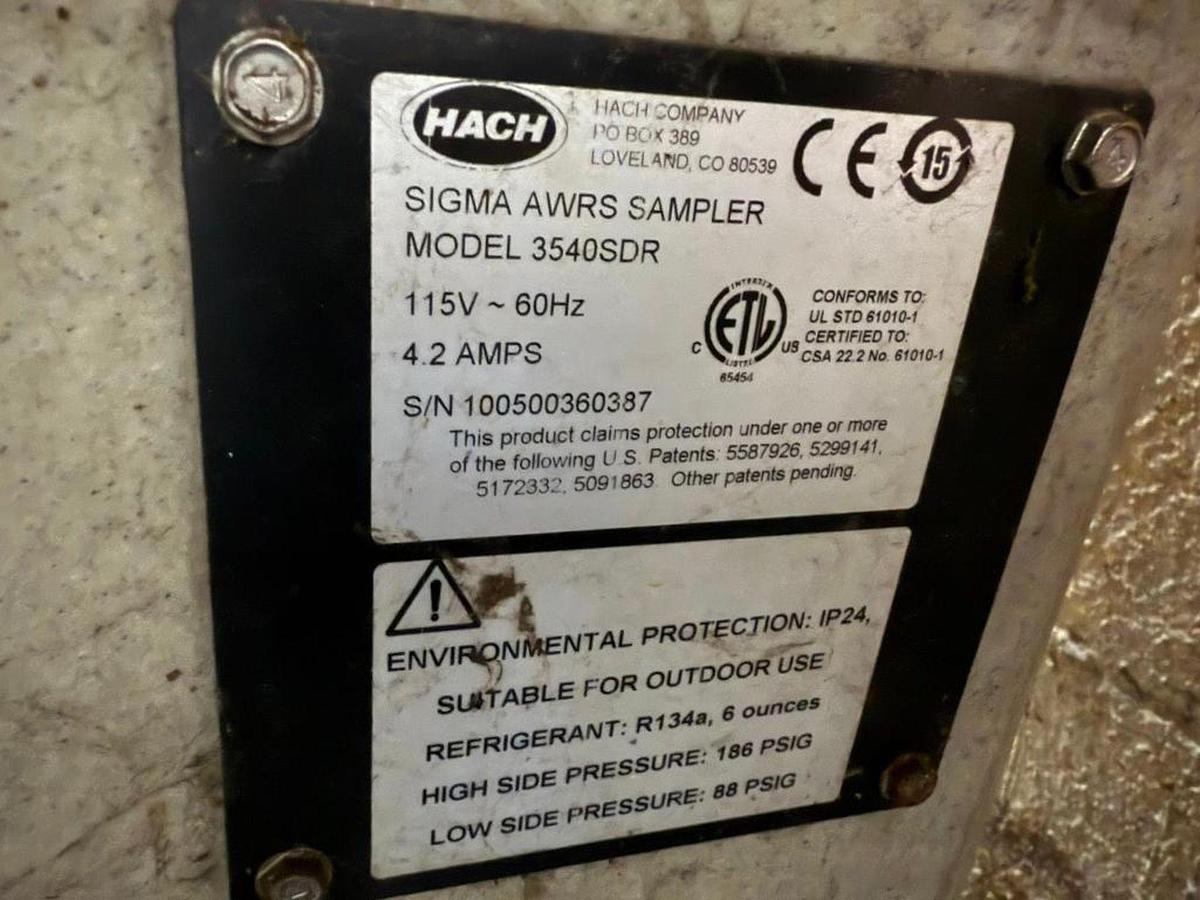 HACH
HACH COMPANY
PO BOX 389
LOVELAND, CO 80539
CE
15
SIGMA AWRS SAMPLER
MODEL 3540SDR
115V ~ 60Hz
4.2 AMPS
S/N 100500360387
INTERTEK
C ETL US
LISTED
65454
CONFORMS TO:
UL STD 61010-1
CERTIFIED TO:
CSA 22.2 No. 61010-1
This product claims protection under one or more
of the following U.S. Patents: 5587926, 5299141,
5172332, 5091863. Other patents pending.
!
ENVIRONMENTAL PROTECTION: IP24,
SUITABLE FOR OUTDOOR USE
REFRIGERANT: R134a, 6 ounces
HIGH SIDE PRESSURE: 186 PSIG
LOW SIDE PRESSURE: 88 PSIG